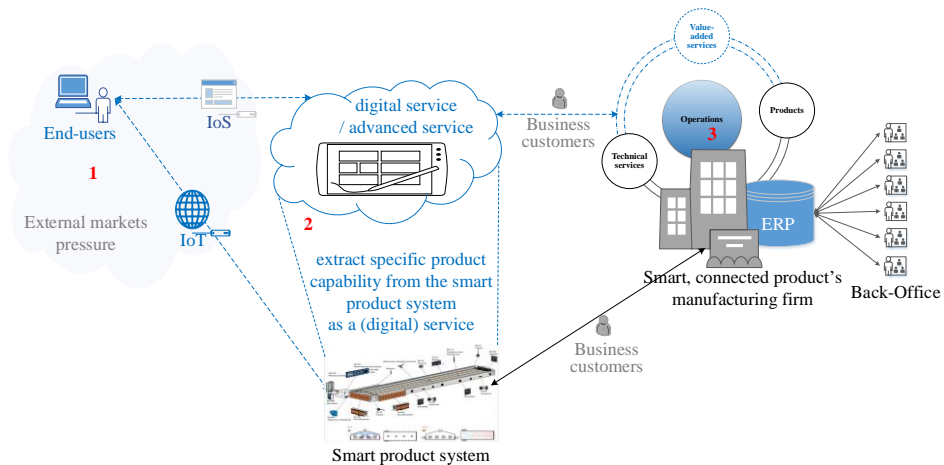 Value-
added
services
End-users
IoS
digital service
/ advanced service
Business
customers
Operations
3
Products
Technical
services
1
External markets
pressure
IoT
2
ERP
extract specific product
capability from the smart
product system
as a (digital) service
Smart, connected product's
manufacturing firm
Back-Office
Business
customers
Smart product system